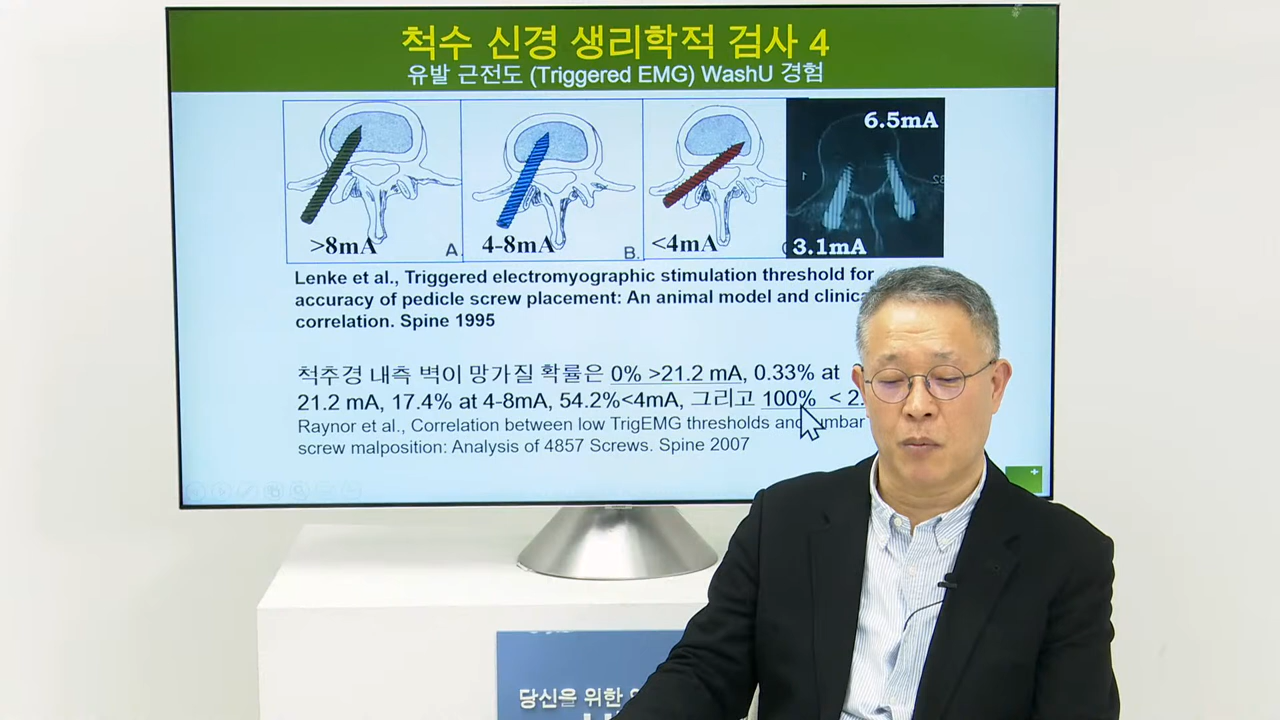 척수 신경 생리학적 검사 4
유발 근전도 (Triggered EMG) WashU 경험
>8mA
A.
4-8mA
B.
<4mA
6.5mA
3.1mA
Lenke et al., Triggered electromyographic stimulation threshold for
accuracy of pedicle screw placement: An animal model and clinica
correlation. Spine 1995
척추경 내측 벽이 망가질 확률은 0% >21.2 mA, 0.33% at
21.2 mA, 17.4% at 4-8mA, 54.2%<4mA, 그리고 100% < 2.
Raynor et al., Correlation between low TrigEMG thresholds and umbar
screw malposition: Analysis of 4857 Screws. Spine 2007
당신을 위한